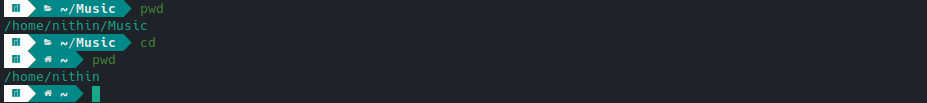 ~/Music pwd
/home/nithin/Music
~/Music cd
~ pwd
/home/nithin
~